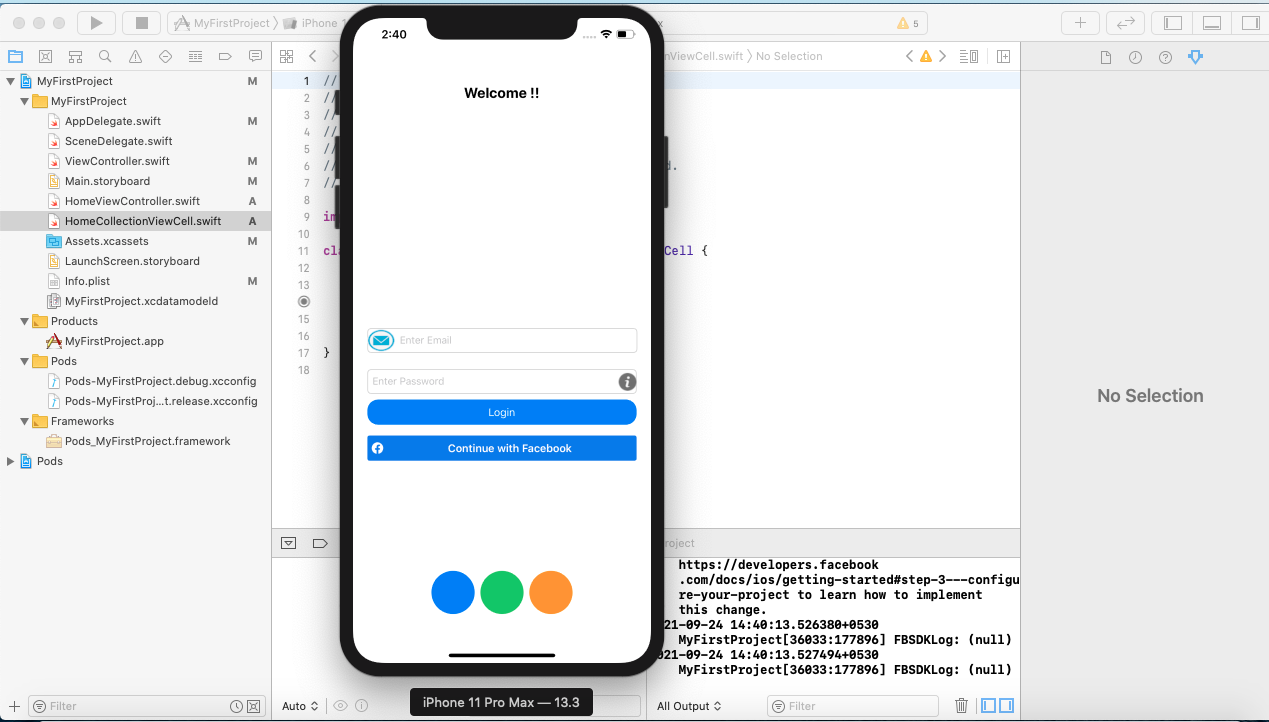 MyFirstProject
iPhone 1
5
nViewCell.swift
No Selection
MyFirstProject M
MyFirstProject
AppDelegate.swift M
SceneDelegate.swift
ViewController.swift M
Main.storyboard M
HomeViewController.swift A
HomeCollectionViewCell.swift A
Assets.xcassets M
LaunchScreen.storyboard
Info.plist M
MyFirstProject.xcdatamodeld
Products
MyFirstProject.app
Pods
Pods-MyFirstProject.debug.xcconfig
Pods-MyFirstProj...t.release.xcconfig
Frameworks
Pods_MyFirstProject.framework
Pods
Filter
1 //
2 //
3 //
4 //
5 //
6 // d.
7 //
8
9 im
10
11 cla Cell {
12
13
15
16
17 }
18
2:40
Welcome !!
Enter Email
Enter Password
Login
Continue with Facebook
iPhone 11 Pro Max — 13.3
roject
https://developers.facebook
.com/docs/ios/getting-started#step-3---configu
re-your-project to learn how to implement
this change.
021-09-24 14:40:13.526380+0530
MyFirstProject[36033:177896] FBSDKLog: (null)
021-09-24 14:40:13.527494+0530
MyFirstProject[36033:177896] FBSDKLog: (null)
Auto
All Output
Filter
No Selection